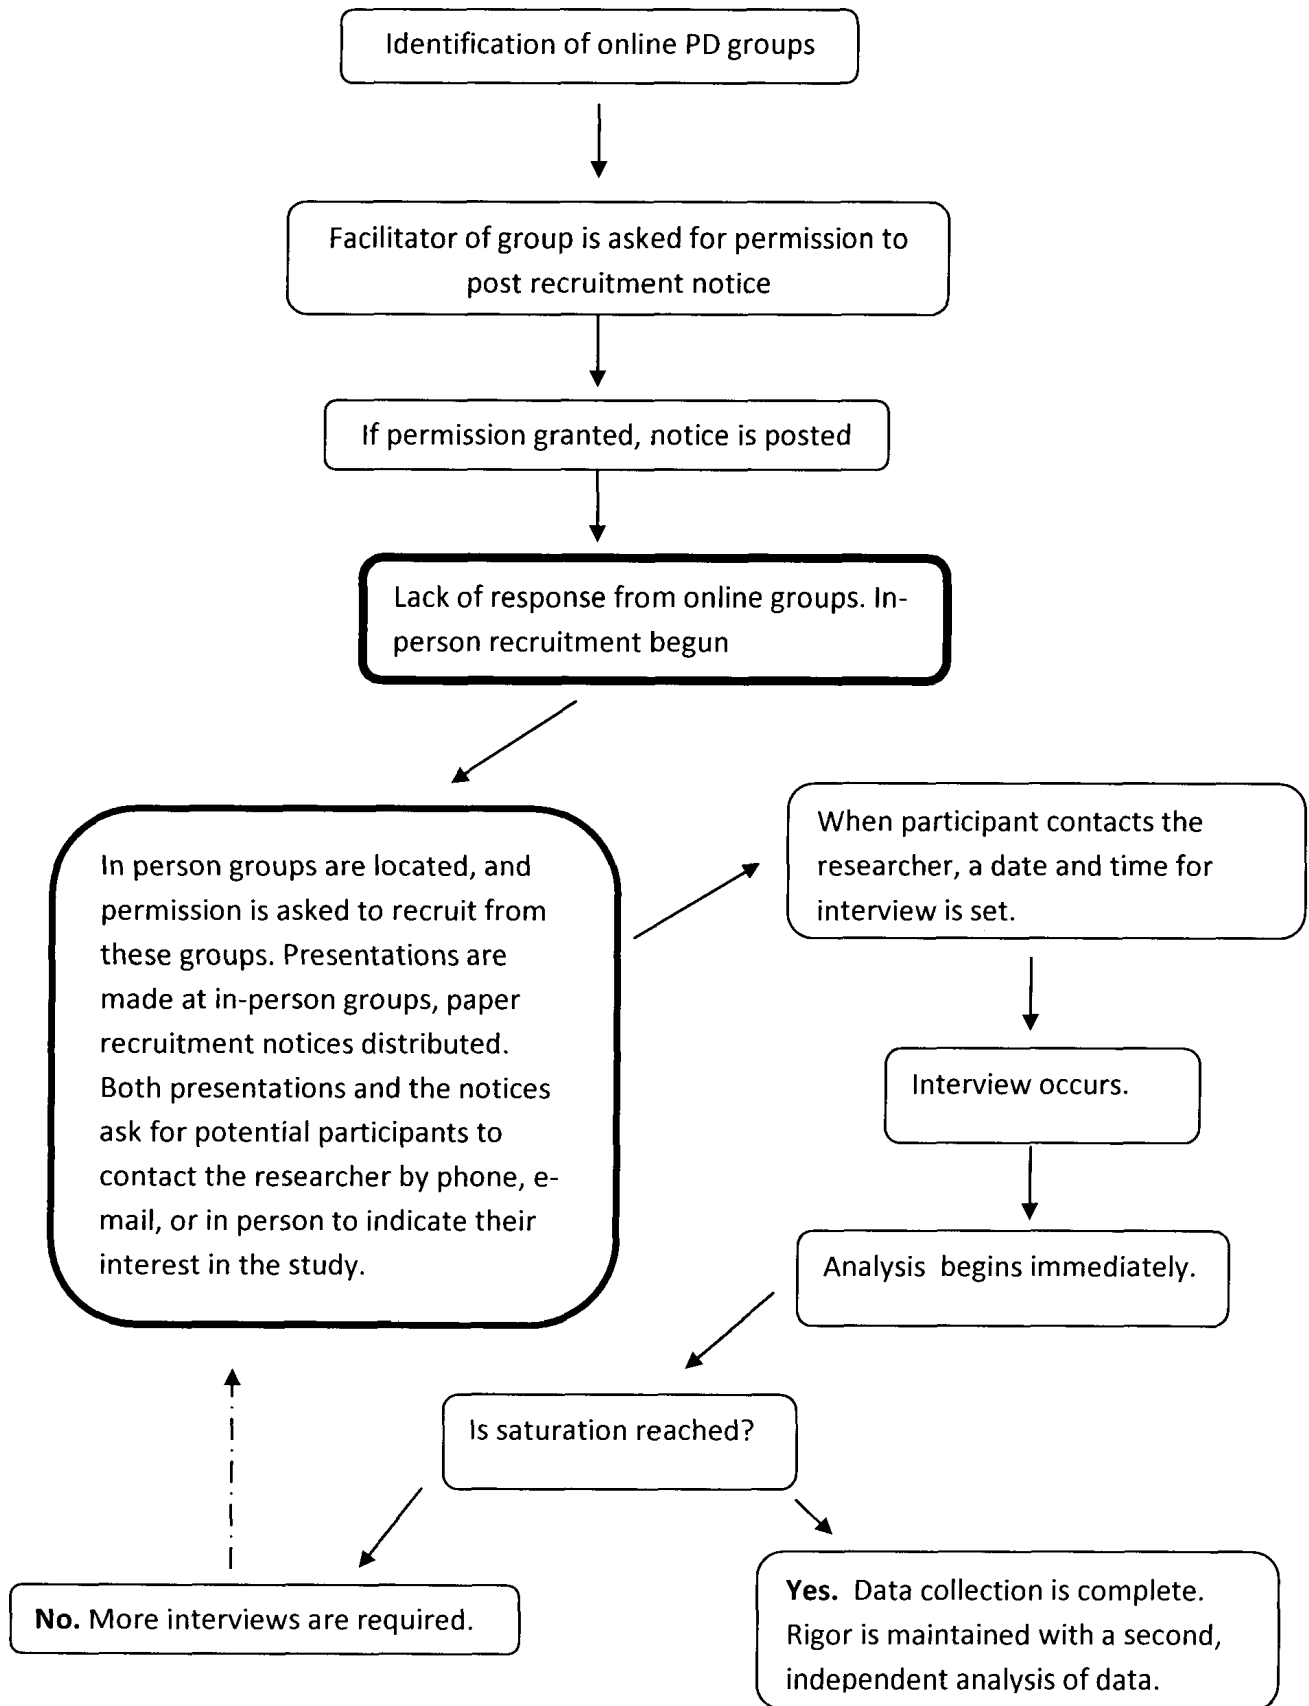 Identification of online PD groups
Facilitator of group is asked for permission to
post recruitment notice
If permission granted, notice is posted
Lack of response from online groups. In-
person recruitment begun
In person groups are located, and
permission is asked to recruit from
these groups. Presentations are
made at in-person groups, paper
recruitment notices distributed.
Both presentations and the notices
ask for potential participants to
contact the researcher by phone, e-
mail, or in person to indicate their
interest in the study.
When participant contacts the
researcher, a date and time for
interview is set.
Interview occurs.
Analysis  begins immediately.
Is saturation reached?
No. More interviews are required.
Yes.  Data collection is complete.
Rigor is maintained with a second,
independent analysis of data.